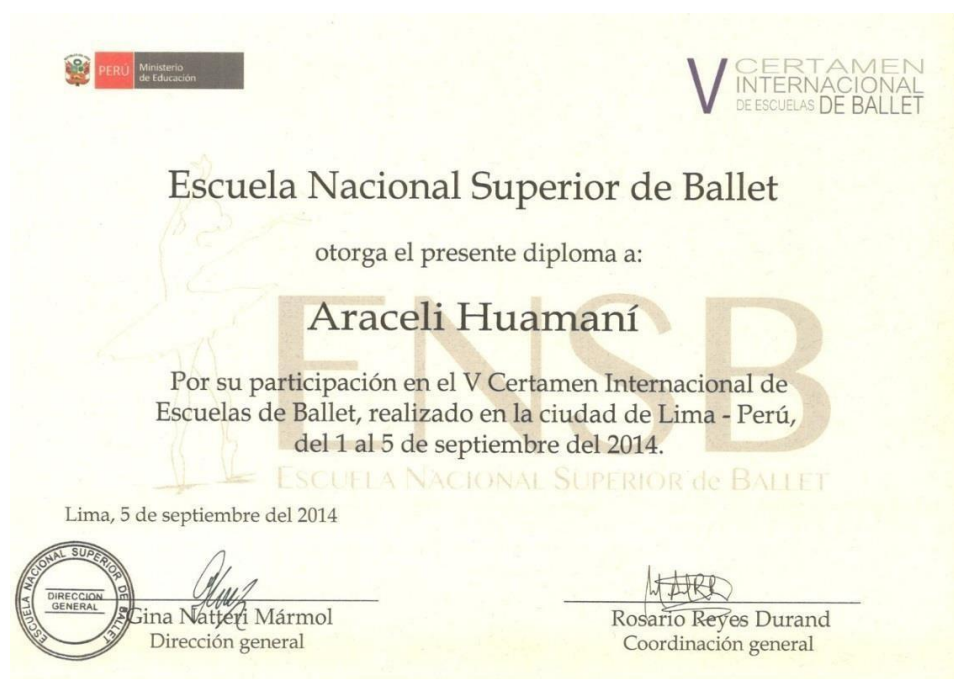 PERÚ
Ministerio
de Educación
V CERTAMEN
INTERNACIONAL
DE ESCUELAS DE BALLET
Escuela Nacional Superior de Ballet
otorga el presente diploma a:
Araceli Huamaní
ENSB
Por su participación en el V Certamen Internacional de
Escuelas de Ballet, realizado en la ciudad de Lima - Perú,
del 1 al 5 de septiembre del 2014.
ESCUELA NACIONAL SUPERIOR de BALLET
Lima, 5 de septiembre del 2014
ESCUELA NACIONAL SUPERIOR DE BALLET
DIRECCION
GENERAL
Gina Natteri Mármol
Dirección general
Rosario Reyes Durand
Coordinación general